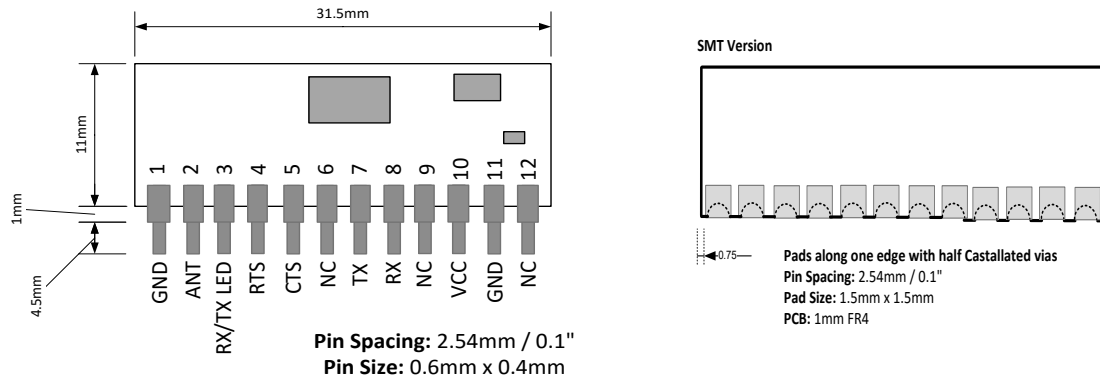 31.5mm
11mm
1mm
4.5mm
1 2 3 4 5 6 7 8 9 10 11 12
GND ANT RX/TX LED RTS CTS NC TX RX NC VCC GND NC
Pin Spacing: 2.54mm / 0.1"
Pin Size: 0.6mm x 0.4mm
SMT Version
0.75
Pads along one edge with half Castallated vias
Pin Spacing: 2.54mm / 0.1"
Pad Size: 1.5mm x 1.5mm
PCB: 1mm FR4